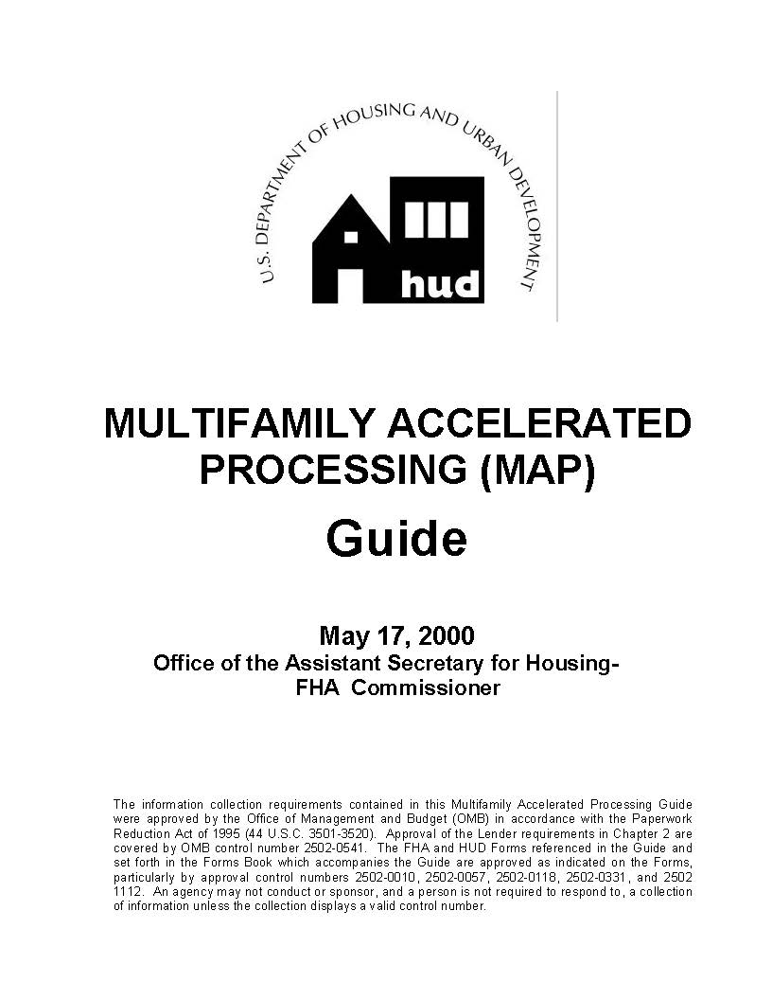 U.S. DEPARTMENT OF HOUSING AND URBAN DEVELOPMENT
hud
MULTIFAMILY ACCELERATED
PROCESSING (MAP)
Guide
May 17, 2000
Office of the Assistant Secretary for Housing-
FHA Commissioner
The information collection requirements contained in this Multifamily Accelerated Processing Guide
were approved by the Office of Management and Budget (OMB) in accordance with the Paperwork
Reduction Act of 1995 (44 U.S.C. 3501-3520). Approval of the Lender requirements in Chapter 2 are
covered by OMB control number 2502-0541. The FHA and HUD Forms referenced in the Guide and
set forth in the Forms Book which accompanies the Guide are approved as indicated on the Forms,
particularly by approval control numbers 2502-0010, 2502-0057, 2502-0118, 2502-0331, and 2502
1112. An agency may not conduct or sponsor, and a person is not required to respond to, a collection
of information unless the collection displays a valid control number.